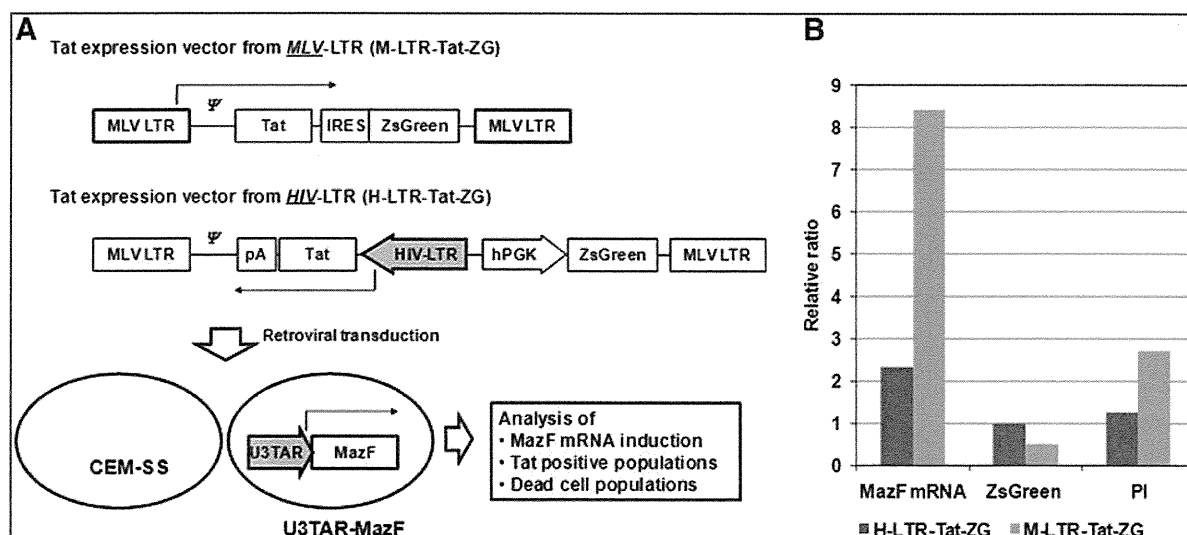 A
Tat expression vector from MLV-LTR (M-LTR-Tat-ZG)
Ψ
MLV LTR Tat IRES ZsGreen MLV LTR
Tat expression vector from HIV-LTR (H-LTR-Tat-ZG)
Ψ
MLV LTR pA Tat HIV-LTR hPGK ZsGreen MLV LTR
Retroviral transduction
CEM-SS
U3TAR MazF
U3TAR-MazF
Analysis of
• MazF mRNA induction
• Tat positive populations
• Dead cell populations
B
Relative ratio
9
8
7
6
5
4
3
2
1
0
MazF mRNA ZsGreen PI
H-LTR-Tat-ZG M-LTR-Tat-ZG